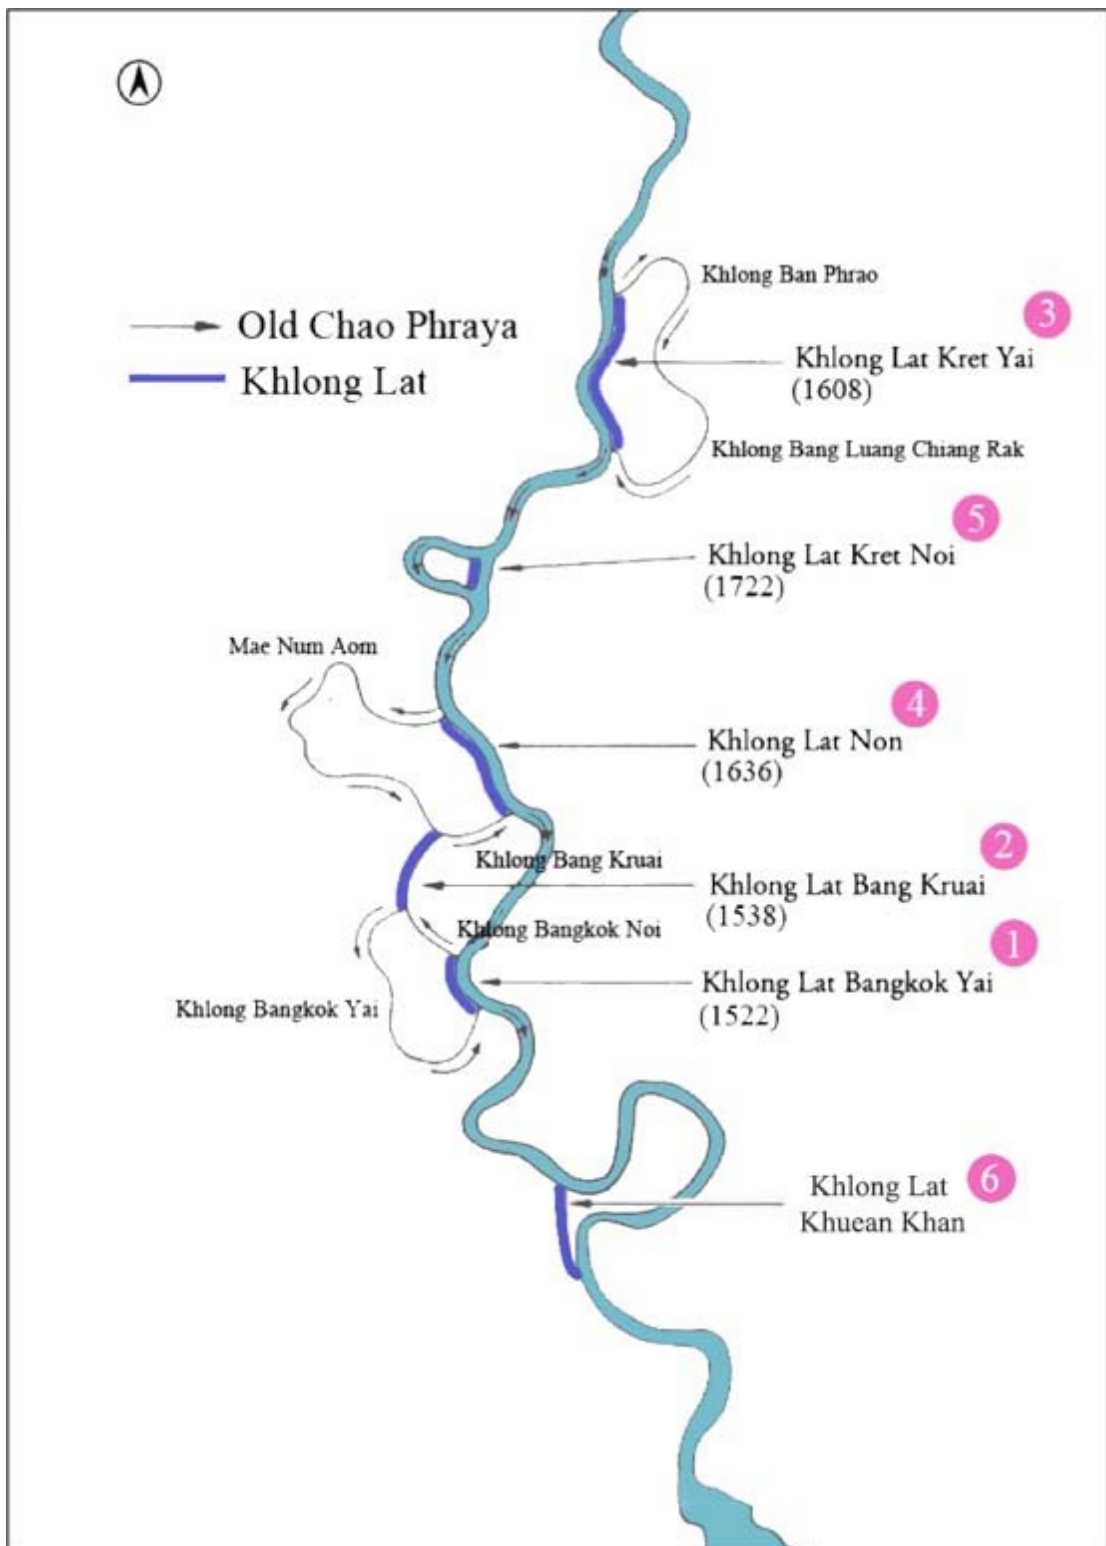 Khlong Ban Phrao
Old Chao Phraya
Khlong Lat
3
Khlong Lat Kret Yai
(1608)
Khlong Bang Luang Chiang Rak
5
Khlong Lat Kret Noi
(1722)
Mae Num Aom
4
Khlong Lat Non
(1636)
Khlong Bang Kruai
2
Khlong Lat Bang Kruai
(1538)
Khlong Bangkok Noi
1
Khlong Lat Bangkok Yai
(1522)
Khlong Bangkok Yai
6
Khlong Lat
Khuean Khan